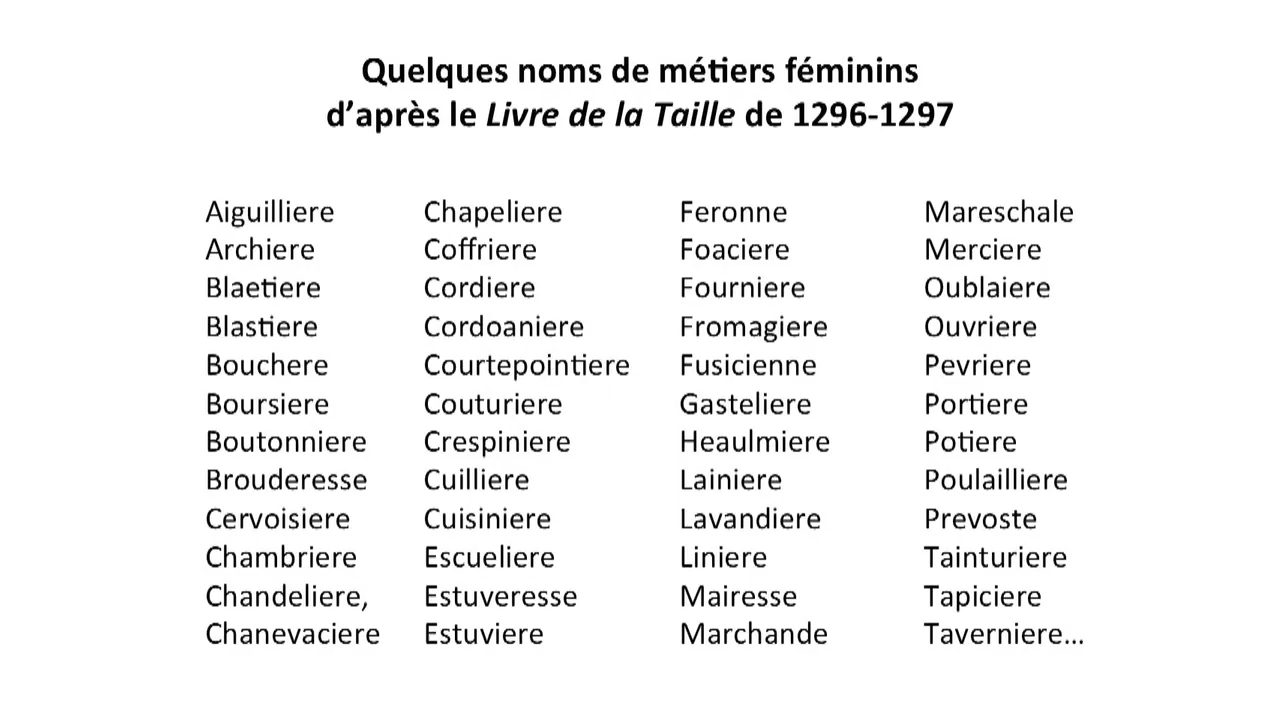 Quelques noms de métiers féminins
d’après le Livre de la Taille de 1296-1297
Aiguilliere
Archiere
Blaetiere
Blastiere
Bouchere
Boursiere
Boutonniere
Brouderesse
Cervoisiere
Chambriere
Chandeliere,
Chanevaciere
Chapeliere
Coffriere
Cordiere
Cordoaniere
Courtepointiere
Couturiere
Crespiniere
Cuilliere
Cuisiniere
Escueliere
Estuveresse
Estuviere
Feronne
Foaciere
Fourniere
Fromagiere
Fusicienne
Gasteliere
Heaulmiere
Lainiere
Lavandiere
Liniere
Mairesse
Marchande
Mareschale
Merciere
Oublaiere
Ouvriere
Pevriere
Portiere
Potiere
Poulailliere
Prevoste
Tainturiere
Tapiciere
Taverniere...